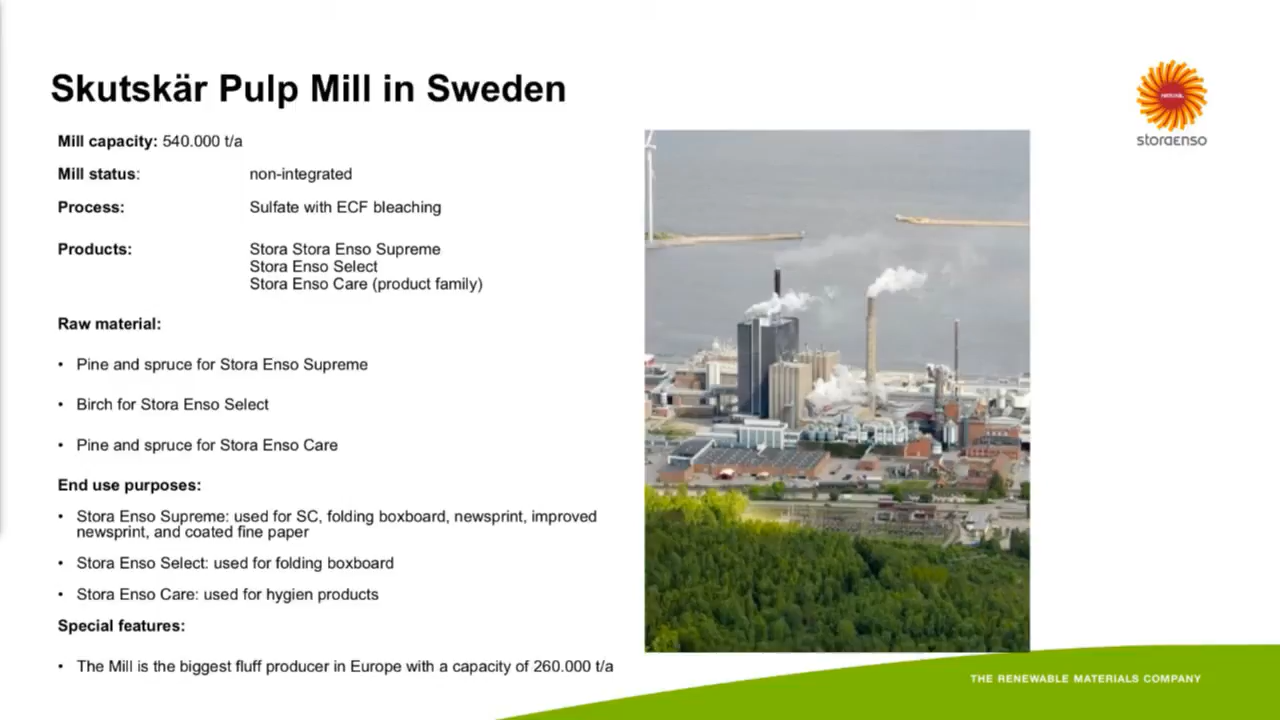 Skutskär Pulp Mill in Sweden
storaenso
Mill capacity: 540.000 t/a
Mill status: non-integrated
Process: Sulfate with ECF bleaching
Products: Stora Stora Enso Supreme
Stora Enso Select
Stora Enso Care (product family)
Raw material:
• Pine and spruce for Stora Enso Supreme
• Birch for Stora Enso Select
• Pine and spruce for Stora Enso Care
End use purposes:
• Stora Enso Supreme: used for SC, folding boxboard, newsprint, improved
newsprint, and coated fine paper
• Stora Enso Select: used for folding boxboard
• Stora Enso Care: used for hygien products
Special features:
• The Mill is the biggest fluff producer in Europe with a capacity of 260.000 t/a
THE RENEWABLE MATERIALS COMPANY